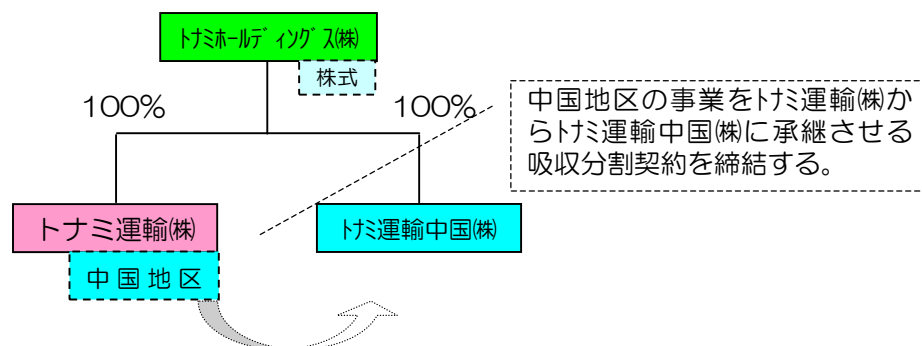 ﾄﾅﾐﾎｰﾙﾃﾞｨﾝｸﾞｽ㈱
株式
100%
100%
中国地区の事業をﾄﾅﾐ運輸㈱か
らﾄﾅﾐ運輸中国㈱に承継させる
吸収分割契約を締結する。
トナミ運輸㈱
ﾄﾅﾐ運輸中国㈱
中国地区